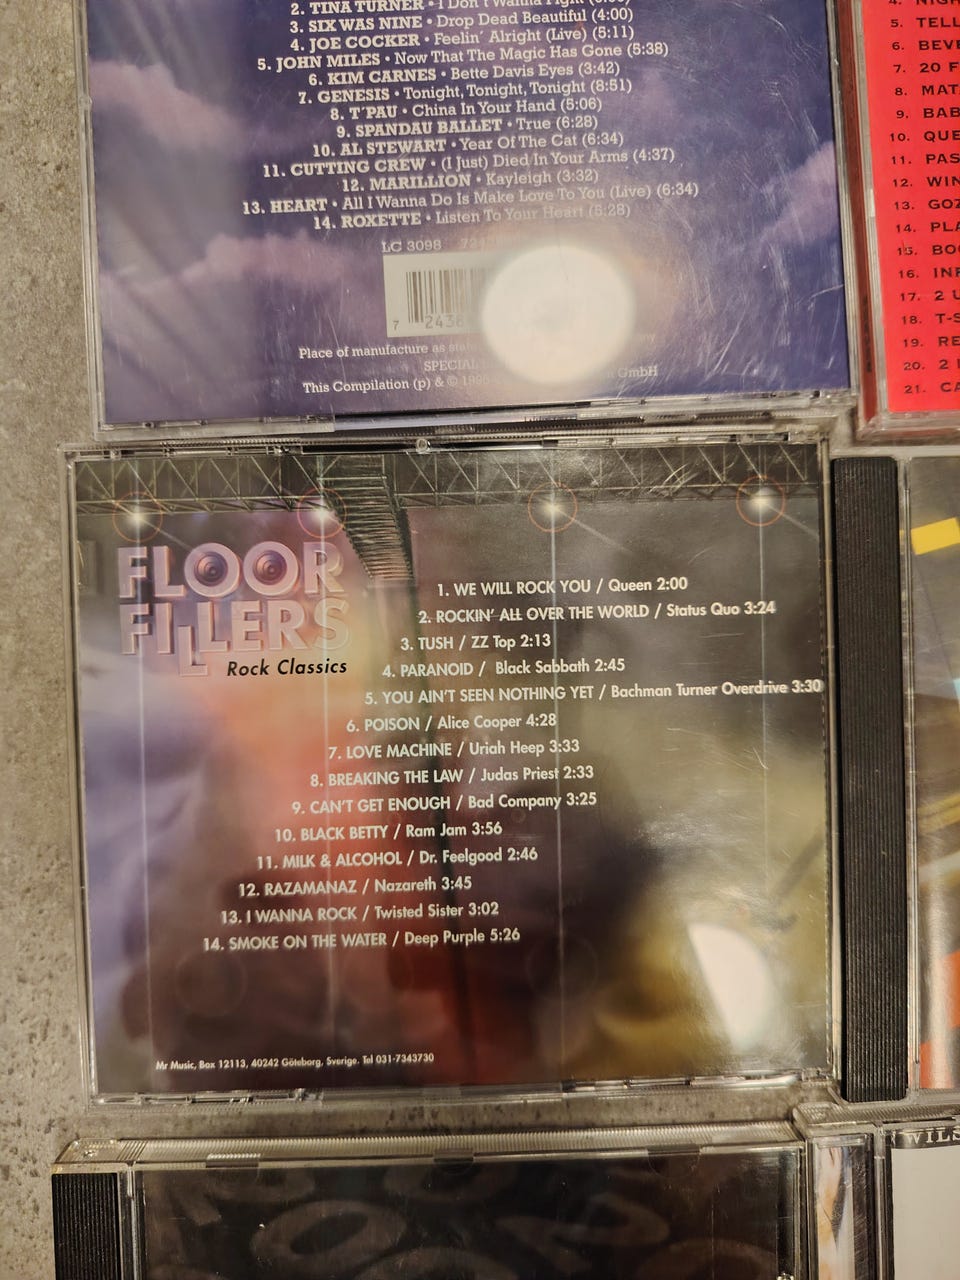 2. TINA TURNER • I Don't Wanna Fight
3. SIX WAS NINE • Drop Dead Beautiful (4:00)
4. JOE COCKER • Feelin' Alright (Live) (5:11)
5. JOHN MILES • Now That The Magic Has Gone (5:38)
6. KIM CARNES • Bette Davis Eyes (3:42)
7. GENESIS • Tonight, Tonight, Tonight (8:51)
8. T'PAU • China In Your Hand (5:06)
9. SPANDAU BALLET • True (6:28)
10. AL STEWART • Year Of The Cat (6:34)
11. CUTTING CREW • (I Just) Died In Your Arms (4:37)
12. MARILLION • Kayleigh (3:32)
13. HEART • All I Wanna Do Is Make Love To You (Live) (6:34)
14. ROXETTE • Listen To Your Heart (5:28)
LC 3098
7 243
Place of manufacture as
SPECIAL GmbH
This Compilation (p) & ©
5. TELL
6. BEV
7. 20 F
8. MAT
9. BAB
10. QUE
11. PAS
12. WIN
13. GOZ
14. PLA
15. BO
16. INF
17. 2 U
18. T-S
19. RE
20. 2
21. CA
FLOOR
FILLERS
Rock Classics
1. WE WILL ROCK YOU / Queen 2:00
2. ROCKIN' ALL OVER THE WORLD / Status Quo 3:24
3. TUSH / ZZ Top 2:13
4. PARANOID / Black Sabbath 2:45
5. YOU AIN'T SEEN NOTHING YET / Bachman Turner Overdrive 3:30
6. POISON / Alice Cooper 4:28
7. LOVE MACHINE / Uriah Heep 3:33
8. BREAKING THE LAW / Judas Priest 2:33
9. CAN'T GET ENOUGH / Bad Company 3:25
10. BLACK BETTY / Ram Jam 3:56
11. MILK & ALCOHOL / Dr. Feelgood 2:46
12. RAZAMANAZ / Nazareth 3:45
13. I WANNA ROCK / Twisted Sister 3:02
14. SMOKE ON THE WATER / Deep Purple 5:26
Mr Music, Box 12113, 40242 Göteborg, Sverige. Tel 031-7343730
WILS